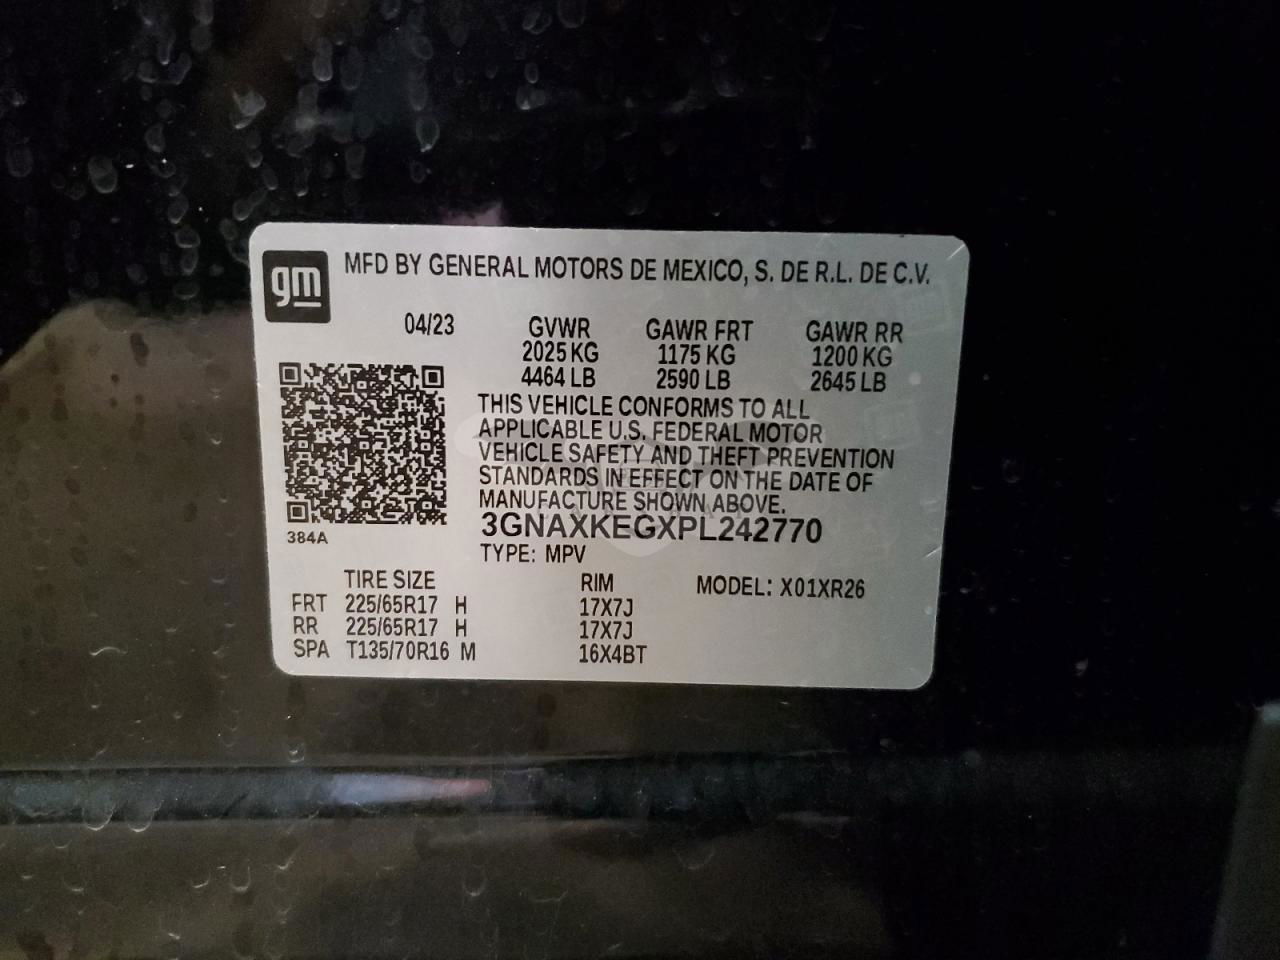 gm
MFD BY GENERAL MOTORS DE MEXICO, S. DE R.L. DE C.V.
04/23 GVWR GAWR FRT GAWR RR
2025 KG 1175 KG 1200 KG
4464 LB 2590 LB 2645 LB
THIS VEHICLE CONFORMS TO ALL
APPLICABLE U.S. FEDERAL MOTOR
VEHICLE SAFETY AND THEFT PREVENTION
STANDARDS IN EFFECT ON THE DATE OF
MANUFACTURE SHOWN ABOVE.
3GNAXKEGXPL242770
384A
TYPE: MPV
TIRE SIZE RIM MODEL: X01XR26
FRT 225/65R17 H 17X7J
RR 225/65R17 H 17X7J
SPA T135/70R16 M 16X4BT